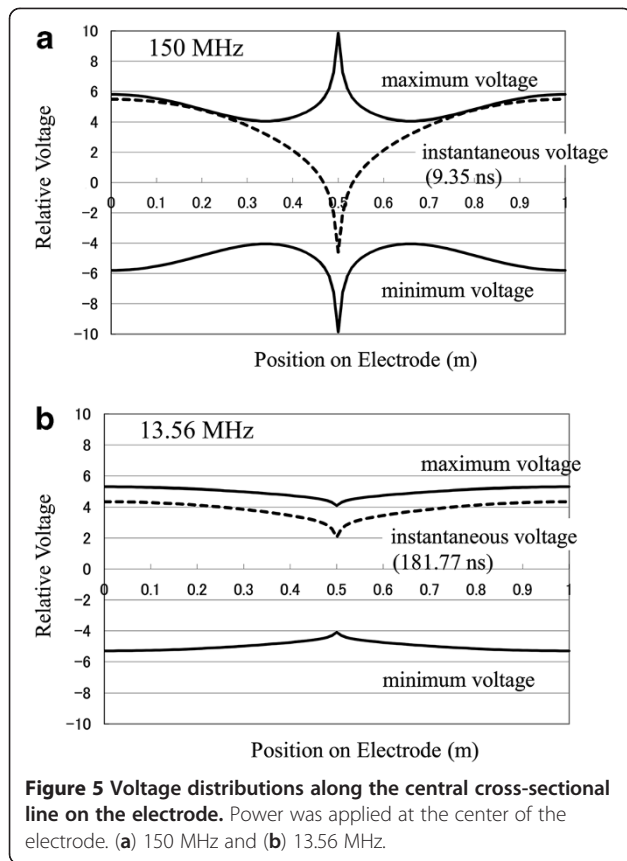 a
150 MHz
10
8
6
4
2
0
−2
−4
−6
−8
−10
Relative Voltage
maximum voltage
instantaneous voltage
(9.35 ns)
0 0.1 0.2 0.3 0.4 0.5 0.6 0.7 0.8 0.9 1
minimum voltage
Position on Electrode (m)
b
13.56 MHz
10
8
6
4
2
0
−2
−4
−6
−8
−10
Relative Voltage
maximum voltage
instantaneous voltage
(181.77 ns)
0 0.1 0.2 0.3 0.4 0.5 0.6 0.7 0.8 0.9 1
minimum voltage
Position on Electrode (m)
Figure 5 Voltage distributions along the central cross-sectional
line on the electrode. Power was applied at the center of the
electrode. (a) 150 MHz and (b) 13.56 MHz.